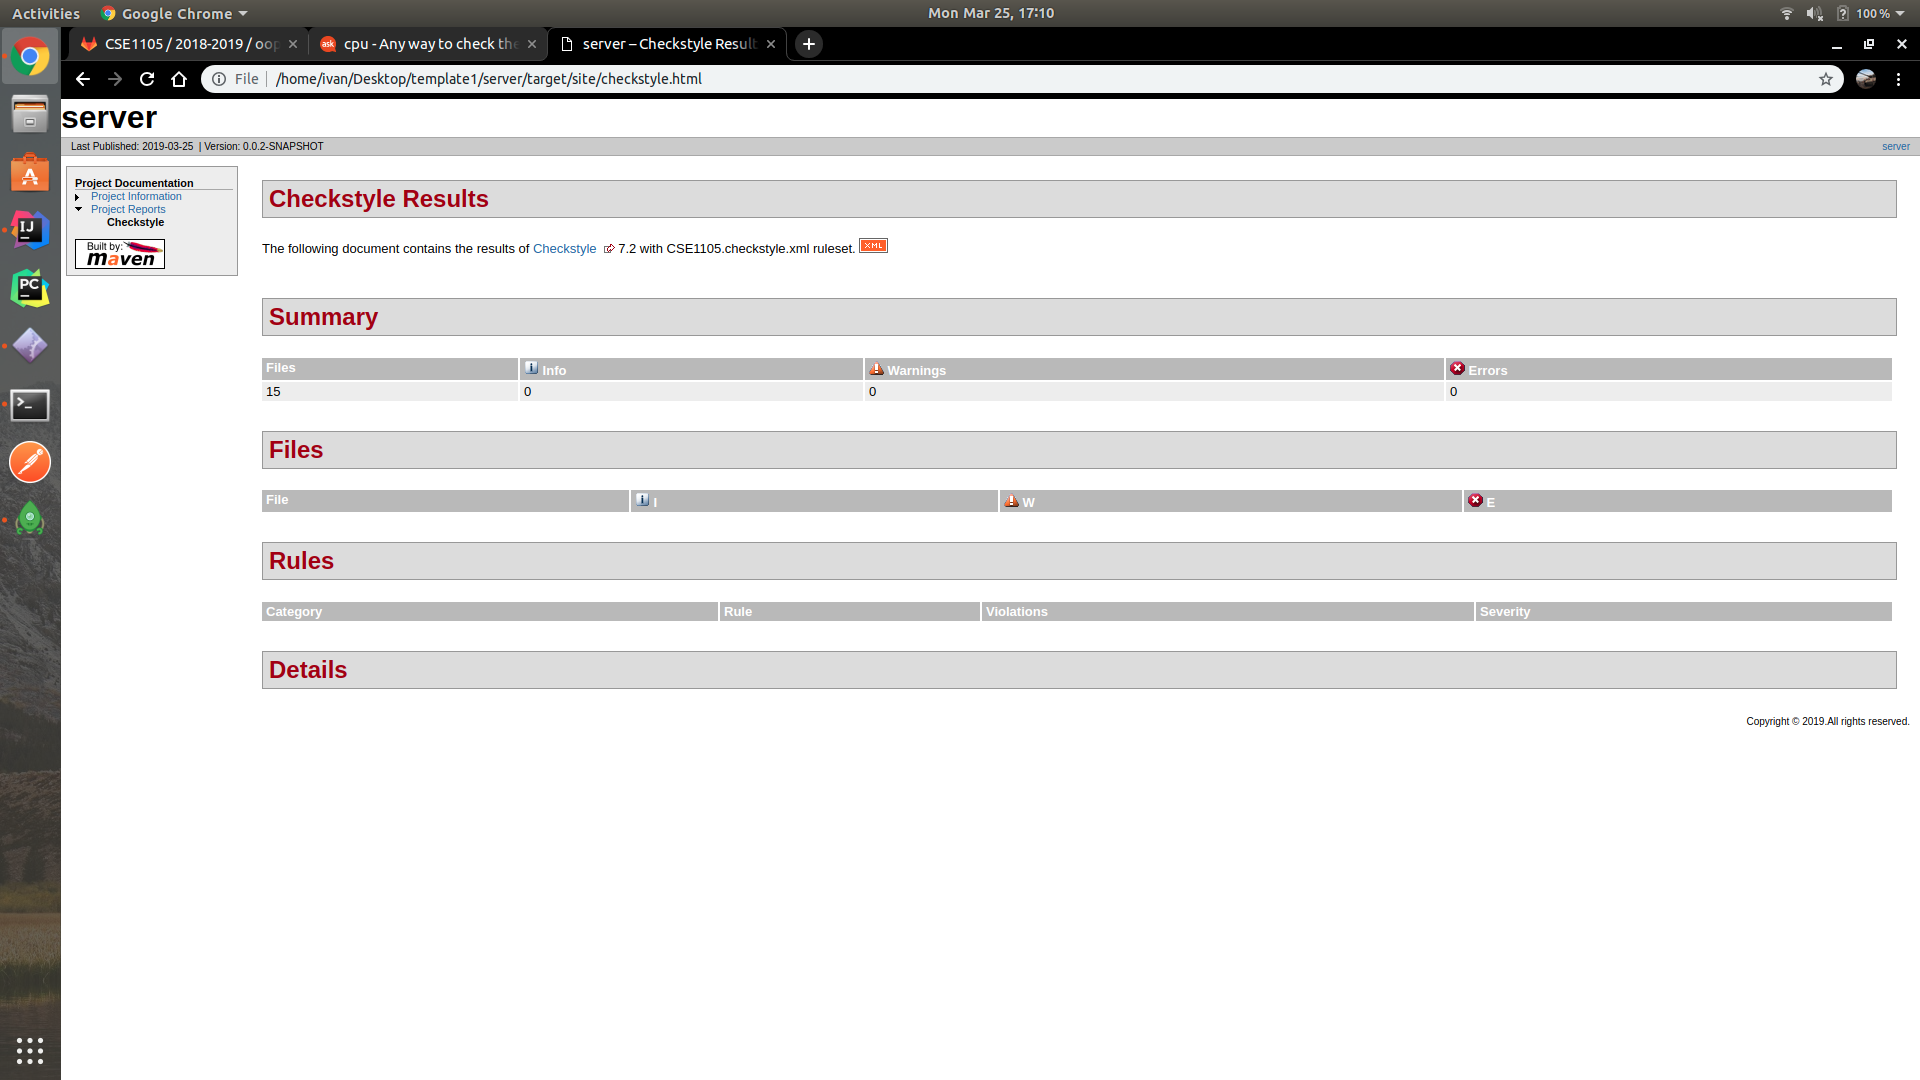 Activities Google Chrome Mon Mar 25, 17:10 100 %
CSE1105 / 2018-2019 / oop ask cpu - Any way to check the server – Checkstyle Result
File /home/ivan/Desktop/template1/server/target/site/checkstyle.html
server
Last Published: 2019-03-25 | Version: 0.0.2-SNAPSHOT server
Project Documentation
Project Information
Project Reports
Checkstyle
Built by:
maven
Checkstyle Results
The following document contains the results of Checkstyle 7.2 with CSE1105.checkstyle.xml ruleset. XML
Summary
Files Info Warnings Errors
15 0 0 0
Files
File I W E
Rules
Category Rule Violations Severity
Details
Copyright © 2019.All rights reserved.
IJ
PC